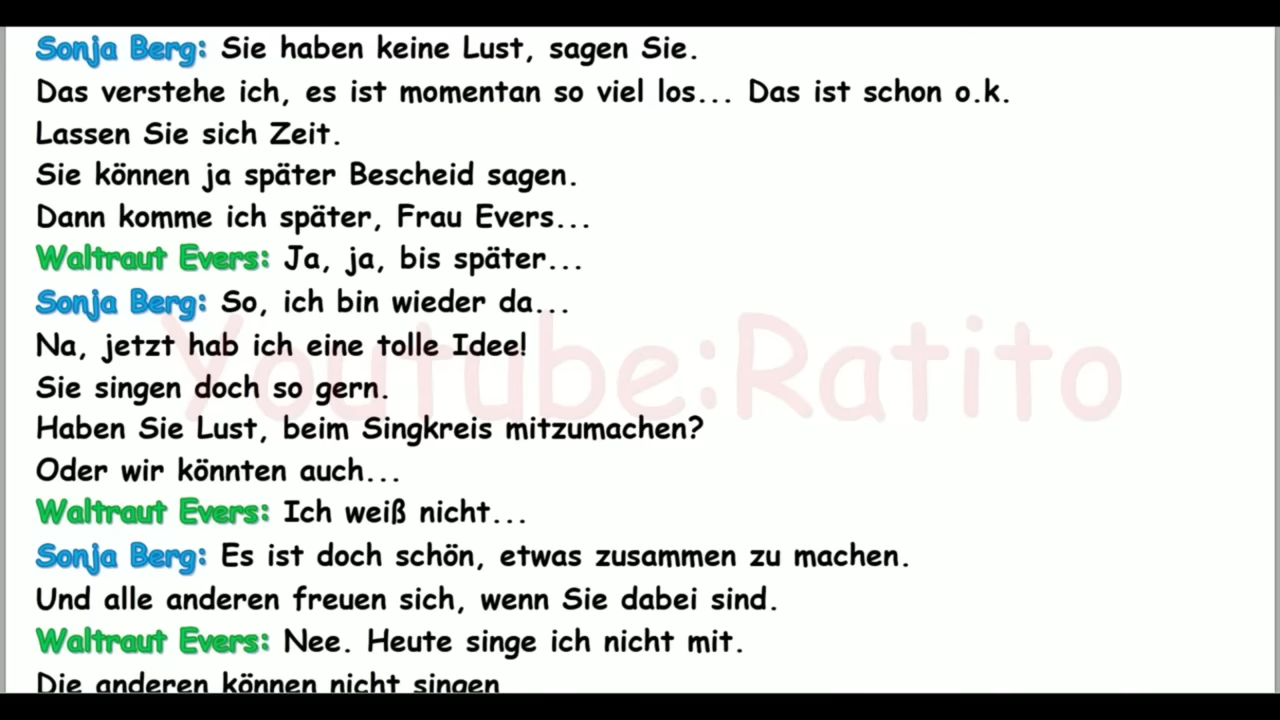 Sonja Berg: Sie haben keine Lust, sagen Sie.
Das verstehe ich, es ist momentan so viel los... Das ist schon o.k.
Lassen Sie sich Zeit.
Sie können ja später Bescheid sagen.
Dann komme ich später, Frau Evers...
Waltraut Evers: Ja, ja, bis später...
Sonja Berg: So, ich bin wieder da...
Na, jetzt hab ich eine tolle Idee!
Youtube:Ratito
Sie singen doch so gern.
Haben Sie Lust, beim Singkreis mitzumachen?
Oder wir könnten auch...
Waltraut Evers: Ich weiß nicht...
Sonja Berg: Es ist doch schön, etwas zusammen zu machen.
Und alle anderen freuen sich, wenn Sie dabei sind.
Waltraut Evers: Nee. Heute singe ich nicht mit.
Die anderen können nicht singen